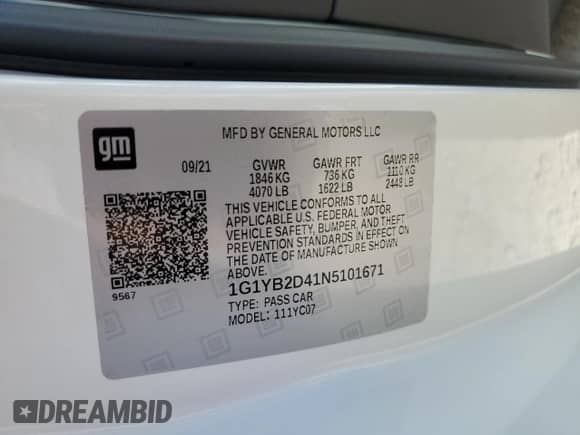 gm
MFD BY GENERAL MOTORS LLC
09/21 GVWR GAWR FRT GAWR RR
1846 KG 736 KG 1110 KG
4070 LB 1622 LB 2448 LB
THIS VEHICLE CONFORMS TO ALL
APPLICABLE U.S. FEDERAL MOTOR
VEHICLE SAFETY, BUMPER, AND THEFT
PREVENTION STANDARDS IN EFFECT ON
THE DATE OF MANUFACTURE SHOWN
ABOVE.
9567
1G1YB2D41N5101671
TYPE: PASS CAR
MODEL: 111YC07
DREAMBID